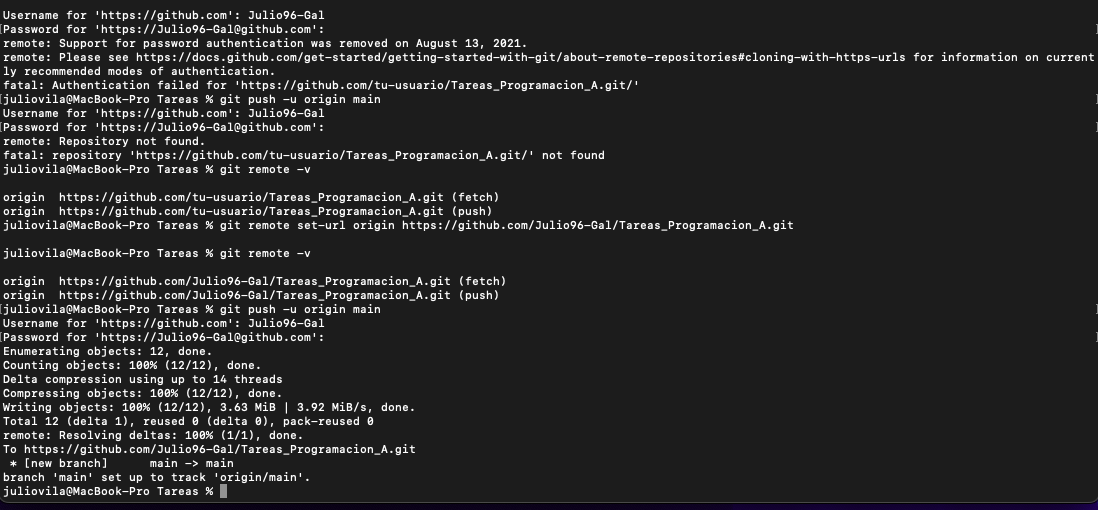 Username for 'https://github.com': Julio96-Gal
[Password for 'https://Julio96-Gal@github.com': ]
remote: Support for password authentication was removed on August 13, 2021.
remote: Please see https://docs.github.com/get-started/getting-started-with-git/about-remote-repositories#cloning-with-https-urls for information on current
ly recommended modes of authentication.
fatal: Authentication failed for 'https://github.com/tu-usuario/Tareas_Programacion_A.git/'
[juliovila@MacBook-Pro Tareas % git push -u origin main ]
Username for 'https://github.com': Julio96-Gal
[Password for 'https://Julio96-Gal@github.com': ]
remote: Repository not found.
fatal: repository 'https://github.com/tu-usuario/Tareas_Programacion_A.git/' not found
juliovila@MacBook-Pro Tareas % git remote -v
origin  https://github.com/tu-usuario/Tareas_Programacion_A.git (fetch)
origin  https://github.com/tu-usuario/Tareas_Programacion_A.git (push)
juliovila@MacBook-Pro Tareas % git remote set-url origin https://github.com/Julio96-Gal/Tareas_Programacion_A.git
juliovila@MacBook-Pro Tareas % git remote -v
origin  https://github.com/Julio96-Gal/Tareas_Programacion_A.git (fetch)
origin  https://github.com/Julio96-Gal/Tareas_Programacion_A.git (push)
[juliovila@MacBook-Pro Tareas % git push -u origin main ]
Username for 'https://github.com': Julio96-Gal
[Password for 'https://Julio96-Gal@github.com': ]
Enumerating objects: 12, done.
Counting objects: 100% (12/12), done.
Delta compression using up to 14 threads
Compressing objects: 100% (12/12), done.
Writing objects: 100% (12/12), 3.63 MiB | 3.92 MiB/s, done.
Total 12 (delta 1), reused 0 (delta 0), pack-reused 0
remote: Resolving deltas: 100% (1/1), done.
To https://github.com/Julio96-Gal/Tareas_Programacion_A.git
 * [new branch]      main -> main
branch 'main' set up to track 'origin/main'.
juliovila@MacBook-Pro Tareas %